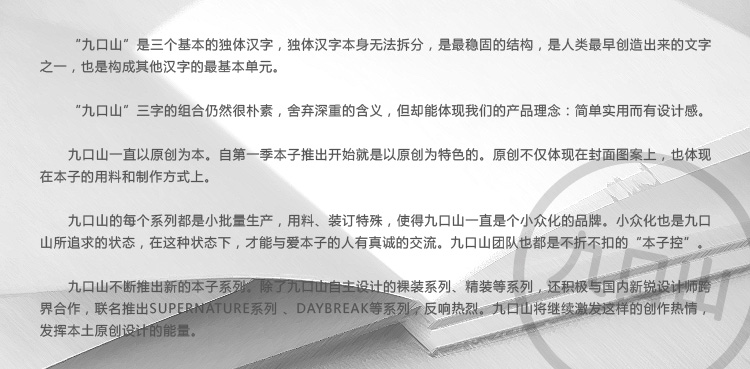 “九口山”是三个基本的独体汉字，独体汉字本身无法拆分，是最稳固的结构，是人类最早创造出来的文字
之一，也是构成其他汉字的最基本单元。
“九口山”三字的组合仍然很朴素，舍弃深重的含义，但却能体现我们的产品理念：简单实用而有设计感。
九口山一直以原创为本。自第一季本子推出开始就是以原创为特色的。原创不仅体现在封面图案上，也体现
在本子的用料和制作方式上。
九口山的每个系列都是小批量生产，用料、装订特殊，使得九口山一直是个小众化的品牌。小众化也是九口
山所追求的状态，在这种状态下，才能与爱本子的人有真诚的交流。九口山团队也都是不折不扣的“本子控”。
九口山不断推出新的本子系列。除了九口山自主设计的裸装系列、精装等系列，还积极与国内新锐设计师跨
界合作，联名推出SUPERNATURE系列 、DAYBREAK等系列，反响热烈。九口山将继续激发这样的创作热情，
发挥本土原创设计的能量。
九口山